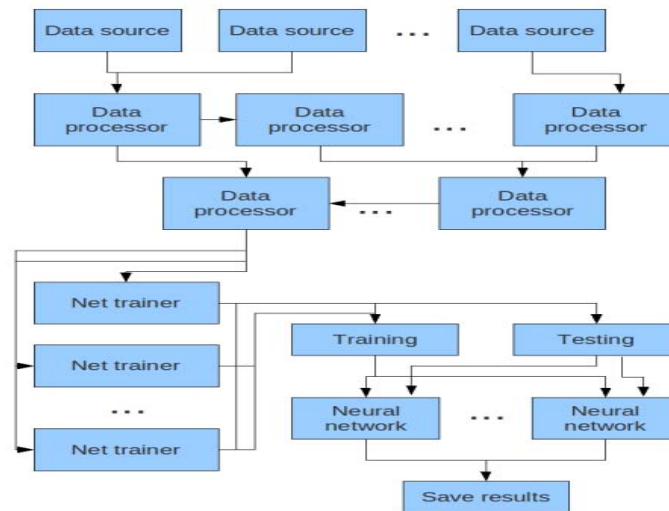 Data source
Data source
...
Data source
Data
processor
Data
processor
...
Data
processor
Data
processor
...
Data
processor
Net trainer
Net trainer
...
Net trainer
Training
Testing
Neural
network
...
Neural
network
Save results